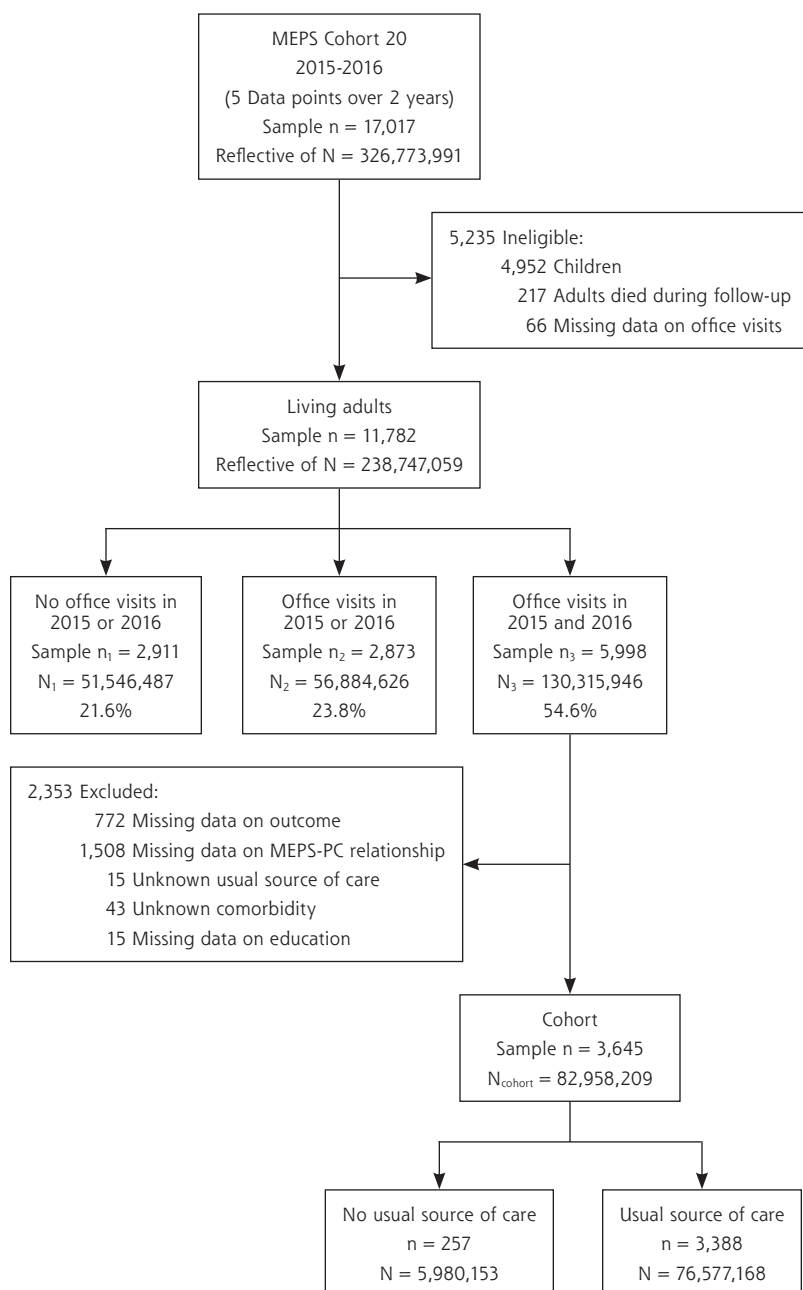 MEPS Cohort 20
2015-2016
(5 Data points over 2 years)
Sample n = 17,017
Reflective of N = 326,773,991
5,235 Ineligible:
4,952 Children
217 Adults died during follow-up
66 Missing data on office visits
Living adults
Sample n = 11,782
Reflective of N = 238,747,059
No office visits in
2015 or 2016
Sample n₁ = 2,911
N₁ = 51,546,487
21.6%
Office visits in
2015 or 2016
Sample n₂ = 2,873
N₂ = 56,884,626
23.8%
Office visits in
2015 and 2016
Sample n₃ = 5,998
N₃ = 130,315,946
54.6%
2,353 Excluded:
772 Missing data on outcome
1,508 Missing data on MEPS-PC relationship
15 Unknown usual source of care
43 Unknown comorbidity
15 Missing data on education
Cohort
Sample n = 3,645
Ncohort = 82,958,209
No usual source of care
n = 257
N = 5,980,153
Usual source of care
n = 3,388
N = 76,577,168